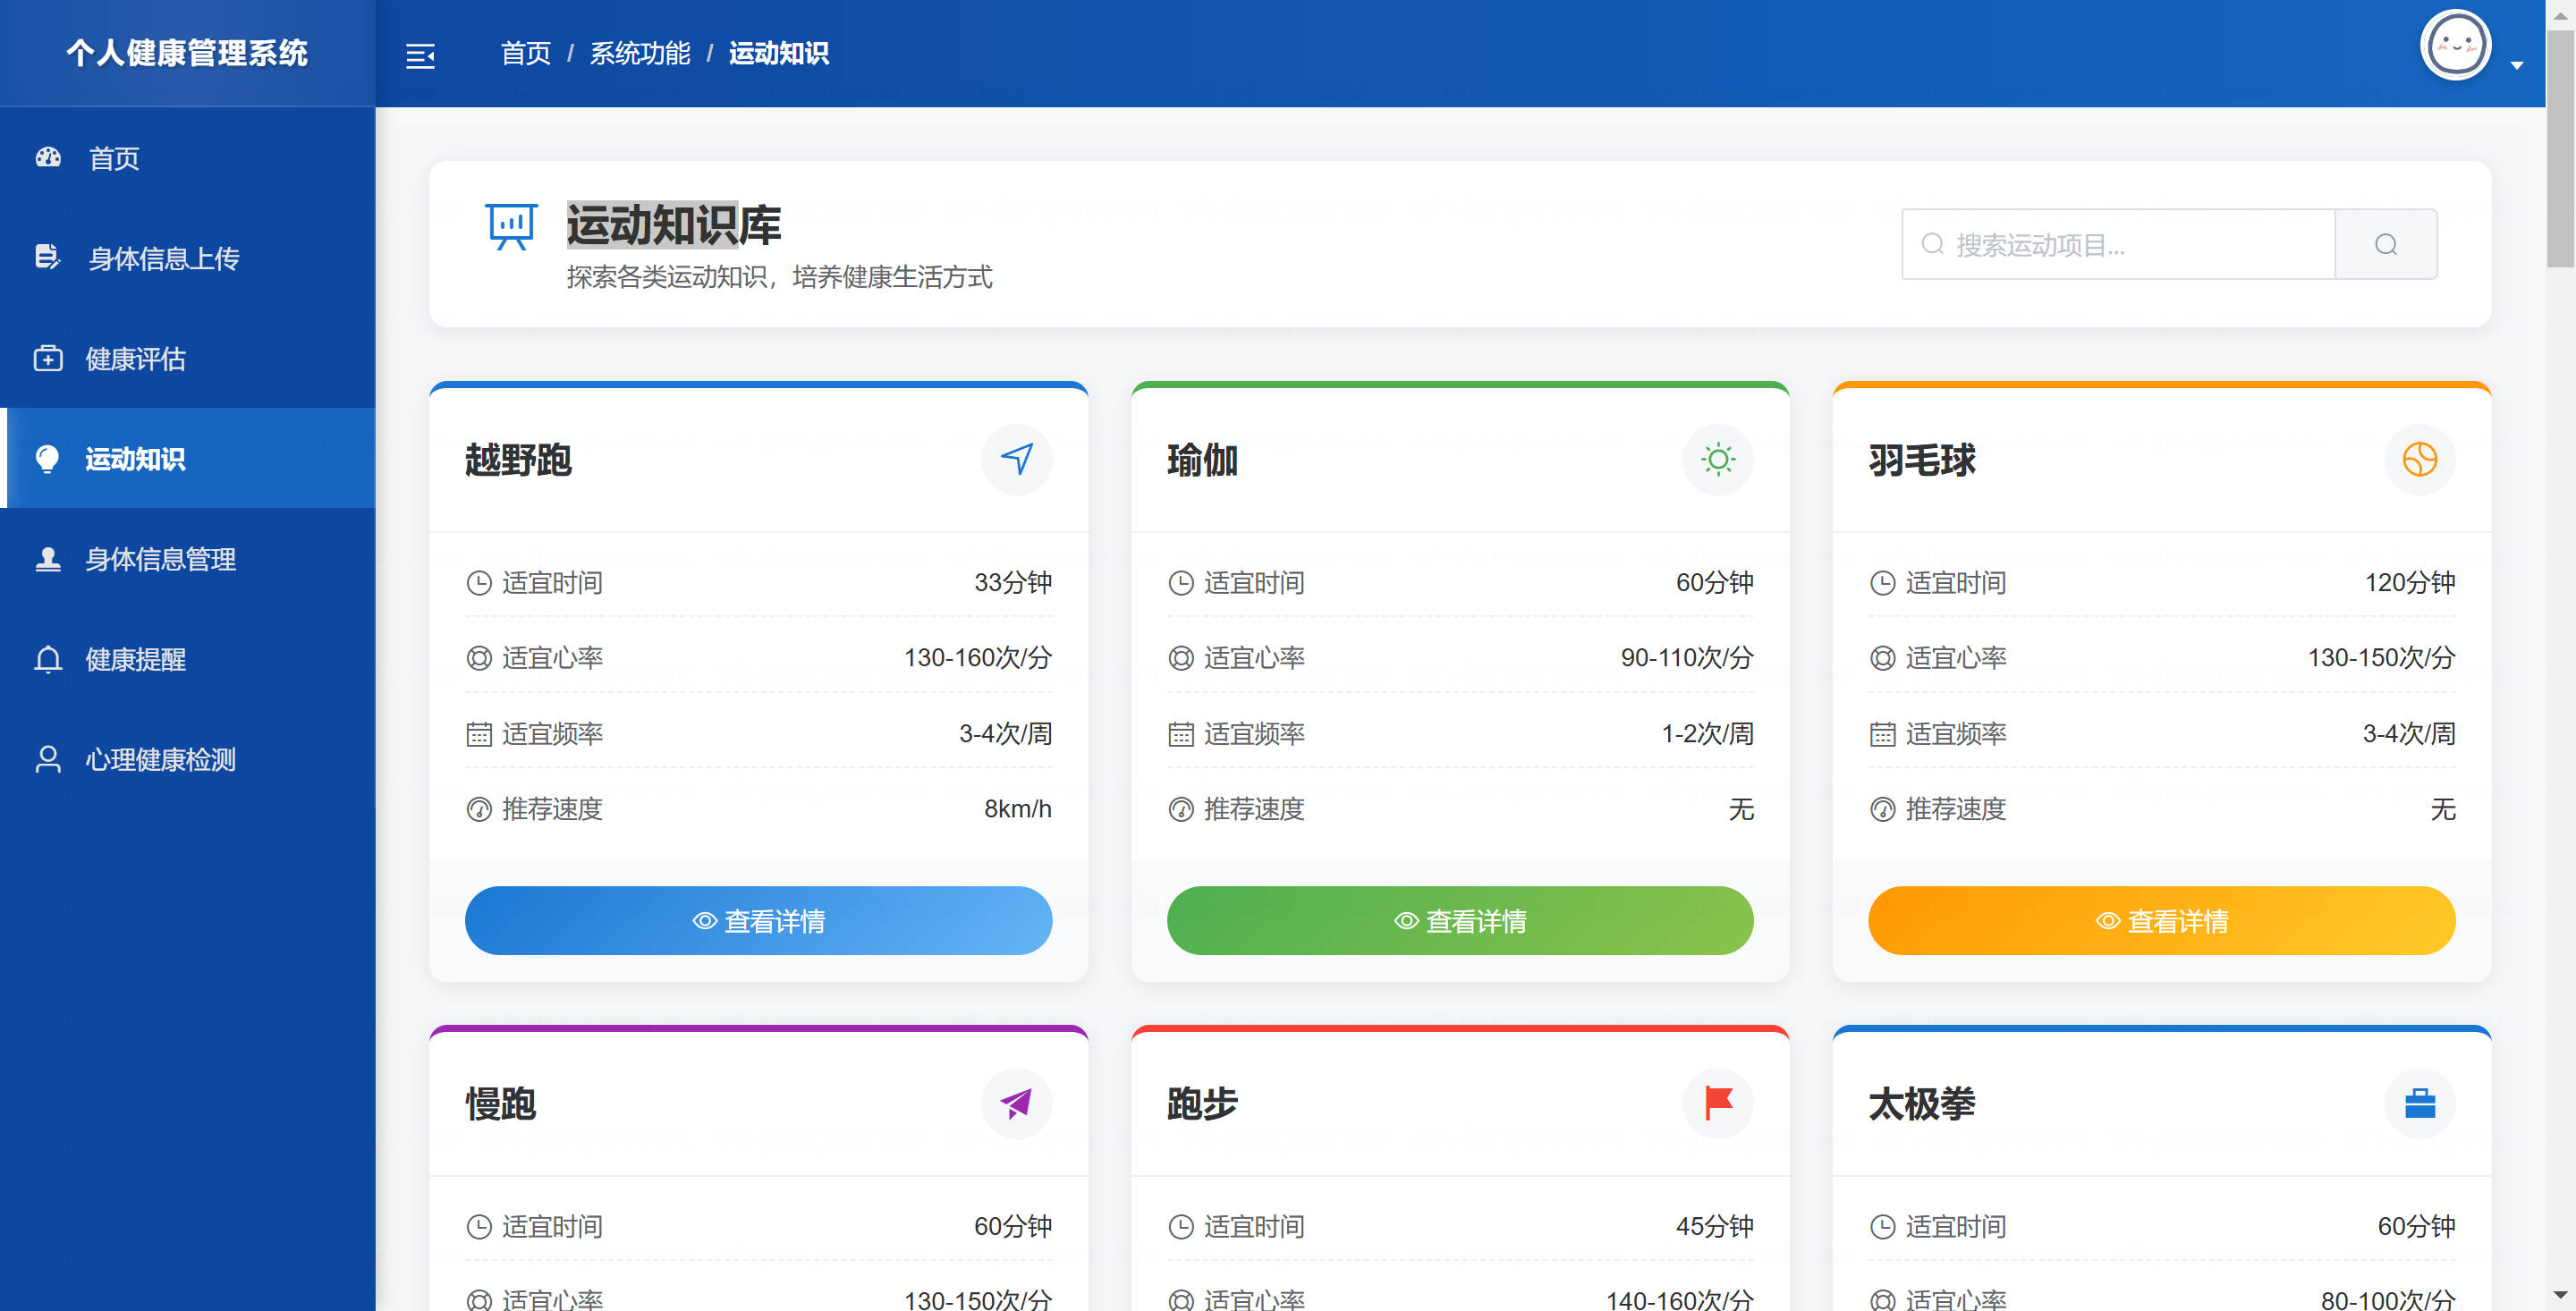 个人健康管理系统
首页 / 系统功能 / 运动知识
首页
身体信息上传
健康评估
运动知识
身体信息管理
健康提醒
心理健康检测
运动知识库
探索各类运动知识，培养健康生活方式
搜索运动项目...
越野跑
适宜时间 33分钟
适宜心率 130-160次/分
适宜频率 3-4次/周
推荐速度 8km/h
查看详情
瑜伽
适宜时间 60分钟
适宜心率 90-110次/分
适宜频率 1-2次/周
推荐速度 无
查看详情
羽毛球
适宜时间 120分钟
适宜心率 130-150次/分
适宜频率 3-4次/周
推荐速度 无
查看详情
慢跑
适宜时间 60分钟
适宜心率 130-150次/分
跑步
适宜时间 45分钟
适宜心率 140-160次/分
太极拳
适宜时间 60分钟
适宜心率 80-100次/分